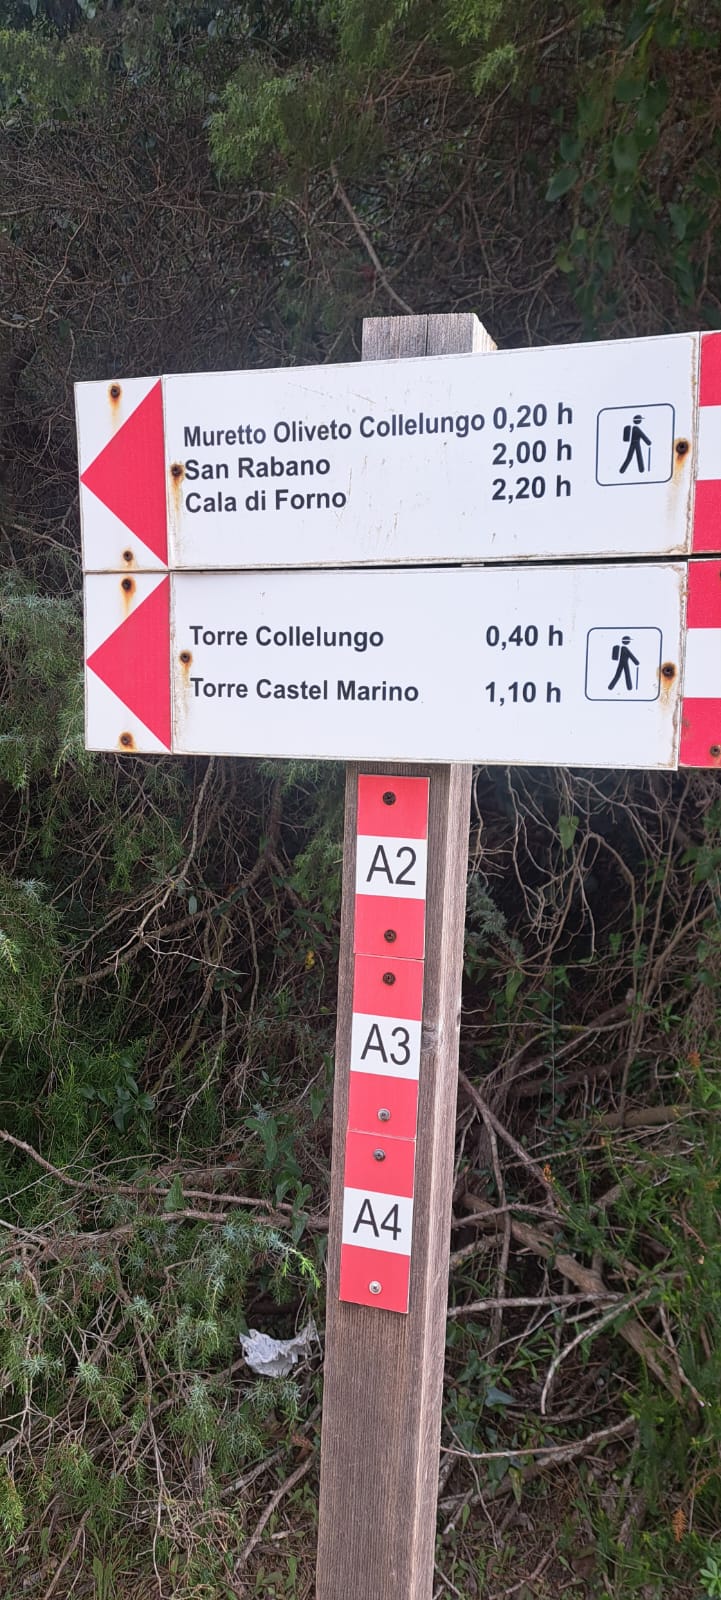 Muretto Oliveto Collelungo 0,20 h
San Rabano 2,00 h
Cala di Forno 2,20 h
Torre Collelungo 0,40 h
Torre Castel Marino 1,10 h
A2
A3
A4